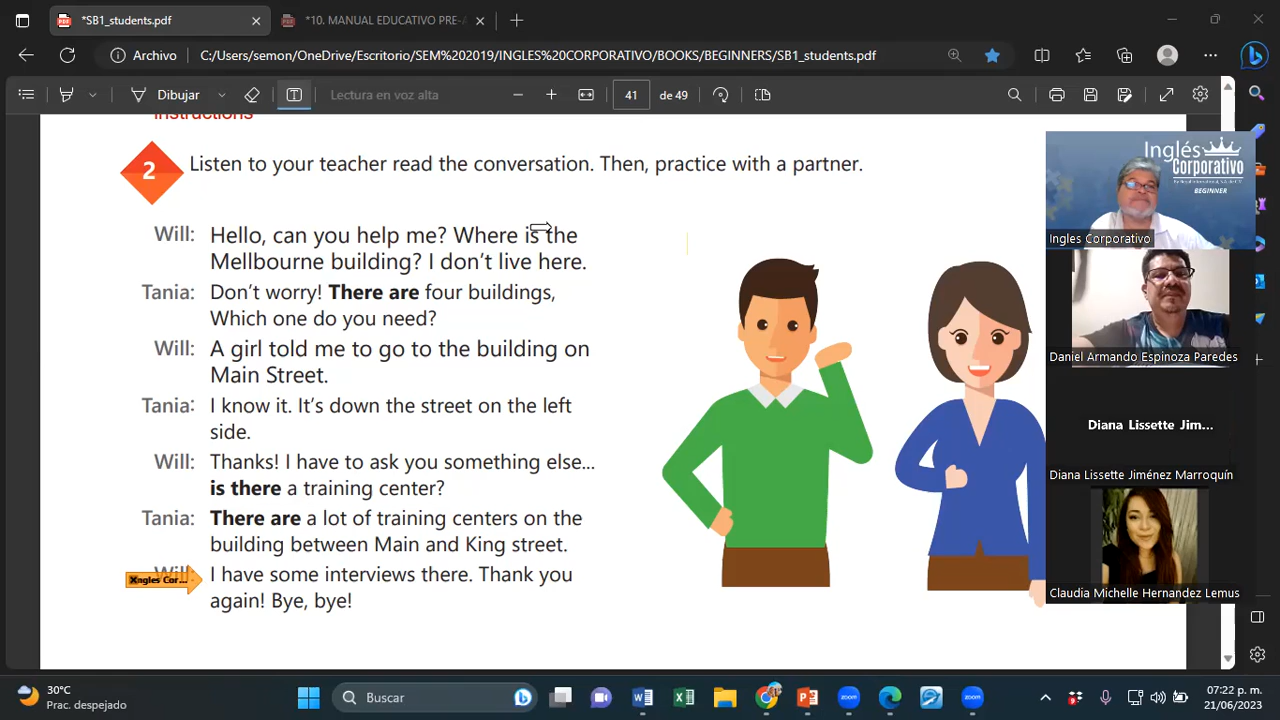 *SB1_students.pdf
*10. MANUAL EDUCATIVO PRE-A
Archivo
C:/Users/semon/OneDrive/Escritorio/SEM%202019/INGLES%20CORPORATIVO/BOOKS/BEGINNERS/SB1_students.pdf
Dibujar
Lectura en voz alta
41
de 49
Instructions
2
Listen to your teacher read the conversation. Then, practice with a partner.
Will: Hello, can you help me? Where is the
Mellbourne building? I don't live here.
Tania: Don't worry! There are four buildings,
Which one do you need?
Will: A girl told me to go to the building on
Main Street.
Tania: I know it. It's down the street on the left
side.
Will: Thanks! I have to ask you something else...
is there a training center?
Tania: There are a lot of training centers on the
building between Main and King street.
Will: I have some interviews there. Thank you
again! Bye, bye!
Ingles Cor...
Inglés
Corporativo
BEGINNER
Ingles Corporativo
Daniel Armando Espinoza Paredes
Diana Lissette Jim...
Diana Lissette Jiménez Marroquín
Claudia Michelle Hernandez Lemus
30°C
Prac. despejado
Buscar
07:22 p. m.
21/06/2023